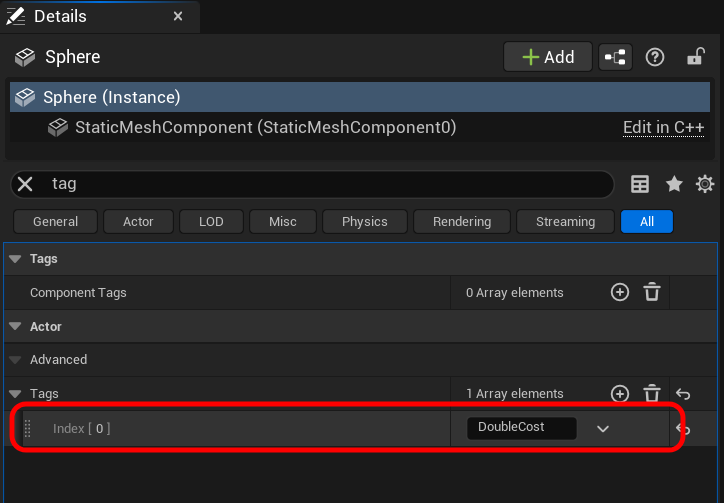 Details
Sphere
Add
Sphere (Instance)
StaticMeshComponent (StaticMeshComponent0) Edit in C++
tag
General Actor LOD Misc Physics Rendering Streaming All
Tags
Component Tags 0 Array elements
Actor
Advanced
Tags 1 Array elements
Index [ 0 ] DoubleCost